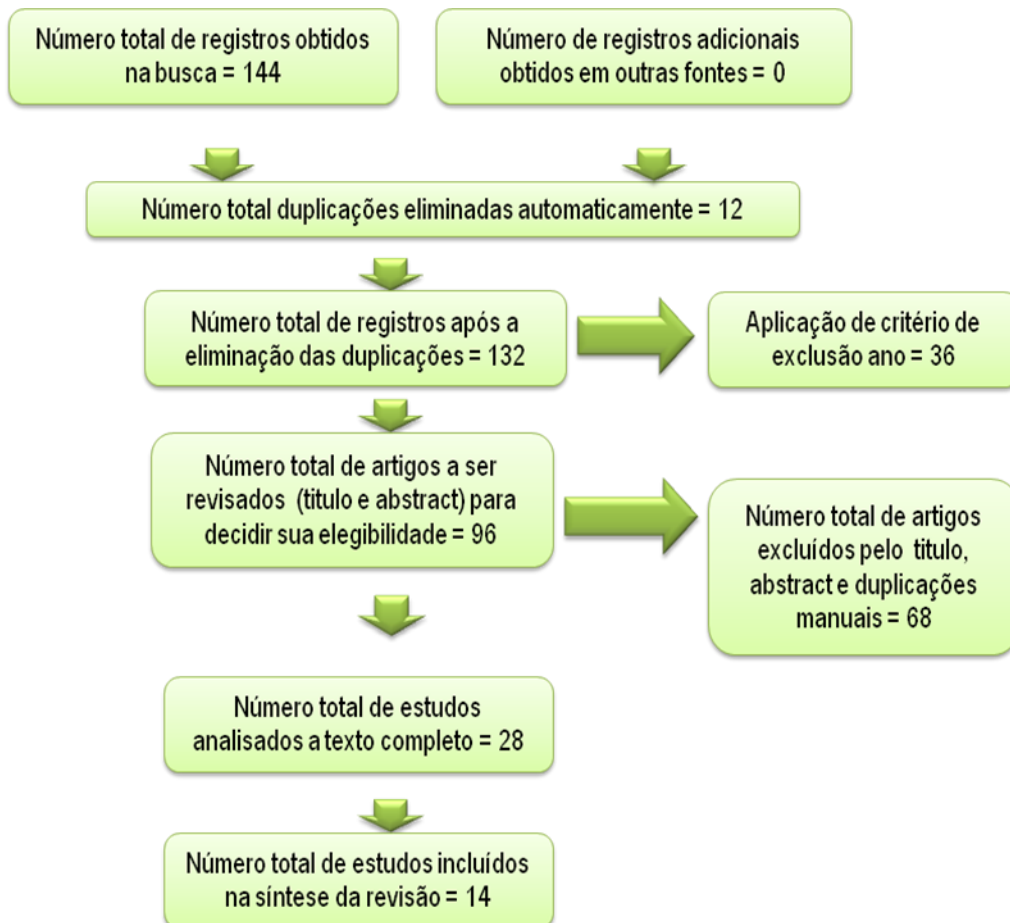 Número total de registros obtidos
na busca = 144
Número de registros adicionais
obtidos em outras fontes = 0
Número total duplicações eliminadas automaticamente = 12
Número total de registros após a
eliminação das duplicações = 132
Aplicação de critério de
exclusão ano = 36
Número total de artigos a ser
revisados (titulo e abstract) para
decidir sua elegibilidade = 96
Número total de artigos
excluídos pelo titulo,
abstract e duplicações
manuais = 68
Número total de estudos
analisados a texto completo = 28
Número total de estudos incluídos
na síntese da revisão = 14